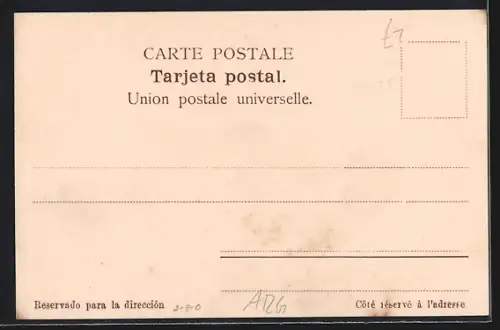 CARTE POSTALE
Tarjeta postal.
Union postale universelle.
Reservado para la dirección
Côté réservé à l'adresse
ARG